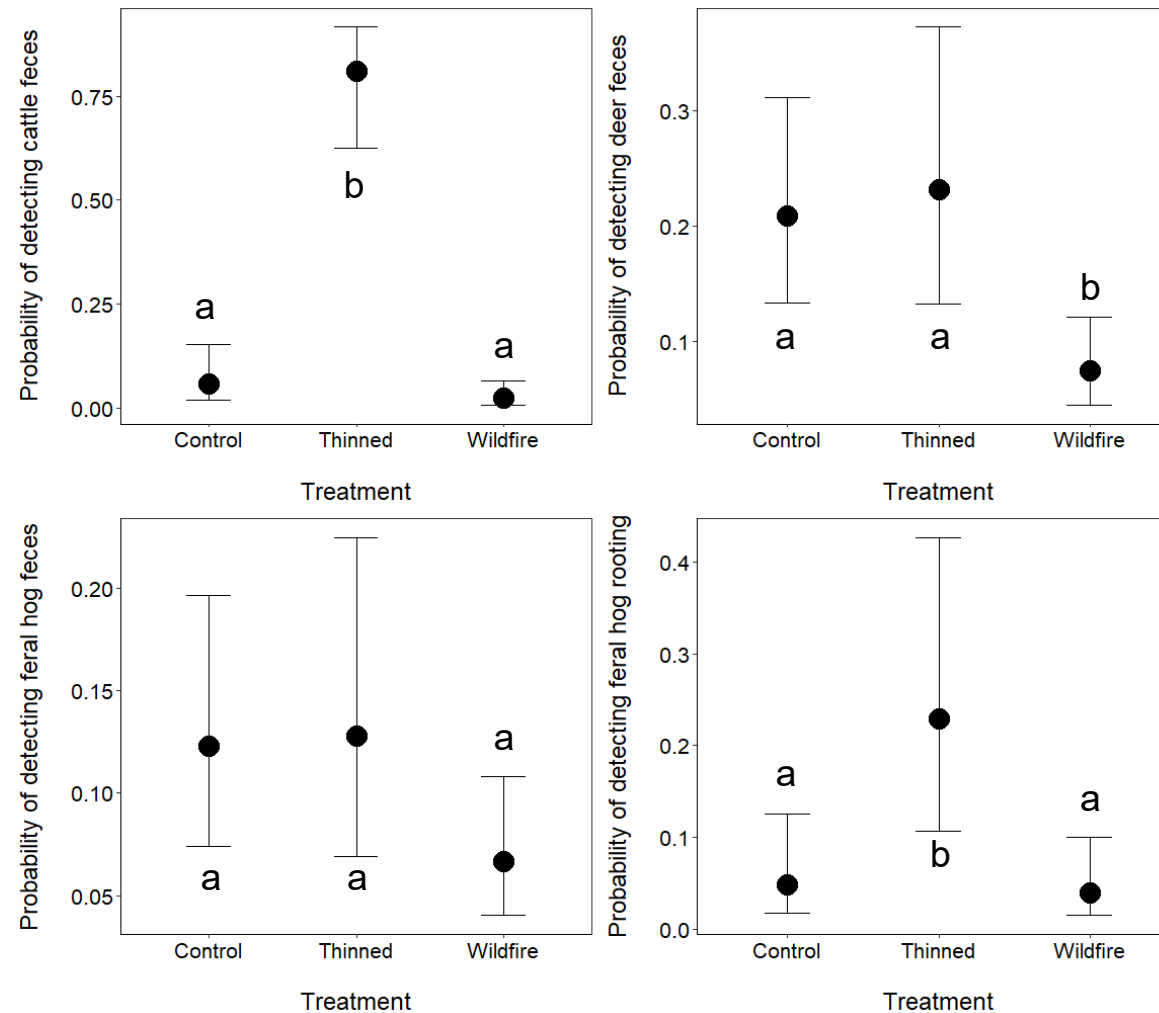 Probability of detecting cattle feces
0.75
0.50
0.25
0.00
a
b
a
Control Thinned Wildfire
Treatment
Probability of detecting deer feces
0.3
0.2
0.1
a
a
b
Control Thinned Wildfire
Treatment
Probability of detecting feral hog feces
0.20
0.15
0.10
0.05
a
a
a
Control Thinned Wildfire
Treatment
Probability of detecting feral hog rooting
0.4
0.3
0.2
0.1
0.0
a
b
a
Control Thinned Wildfire
Treatment